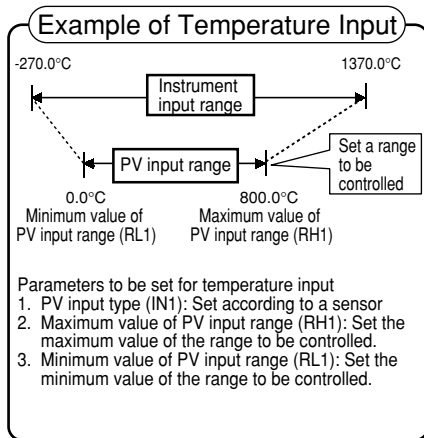 Example of Temperature Input
-270.0°C 1370.0°C
Instrument
input range
PV input range
Set a range
to be
controlled
0.0°C 800.0°C
Minimum value of Maximum value of
PV input range (RL1) PV input range (RH1)
Parameters to be set for temperature input
1. PV input type (IN1): Set according to a sensor
2. Maximum value of PV input range (RH1): Set the
maximum value of the range to be controlled.
3. Minimum value of PV input range (RL1): Set the
minimum value of the range to be controlled.